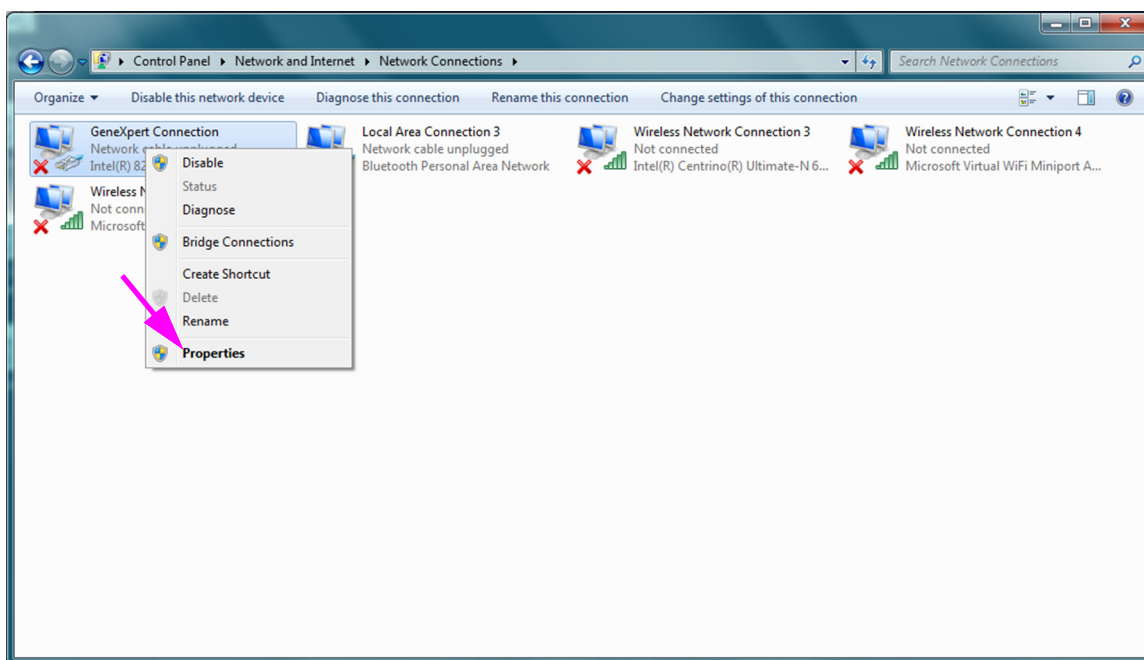 Control Panel Network and Internet Network Connections
Search Network Connections
Organize Disable this network device Diagnose this connection Rename this connection Change settings of this connection
GeneXpert Connection
Network cable unplugged
Intel(R) 82
Local Area Connection 3
Network cable unplugged
Bluetooth Personal Area Network
Wireless Network Connection 3
Not connected
Intel(R) Centrino(R) Ultimate-N 6...
Wireless Network Connection 4
Not connected
Microsoft Virtual WiFi Miniport A...
Wireless N
Not conn
Microsoft
Disable
Status
Diagnose
Bridge Connections
Create Shortcut
Delete
Rename
Properties